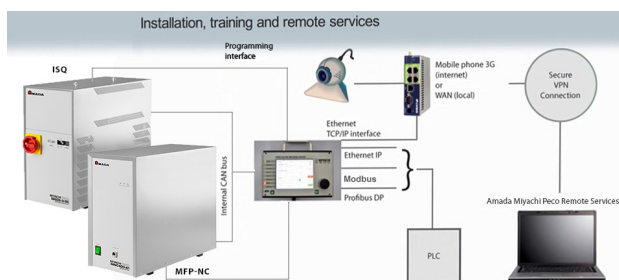 Installation, training and remote services
Programming
interface
ISQ
AMADA
Mobile phone 3G
(internet)
or
WAN (local)
Secure
VPN
Connection
Ethernet
TCP/IP interface
Internal CAN bus
Ethernet IP
Modbus
Profibus DP
AMADA
MFP-NC
PLC
Amada Miyachi Peco Remote Services